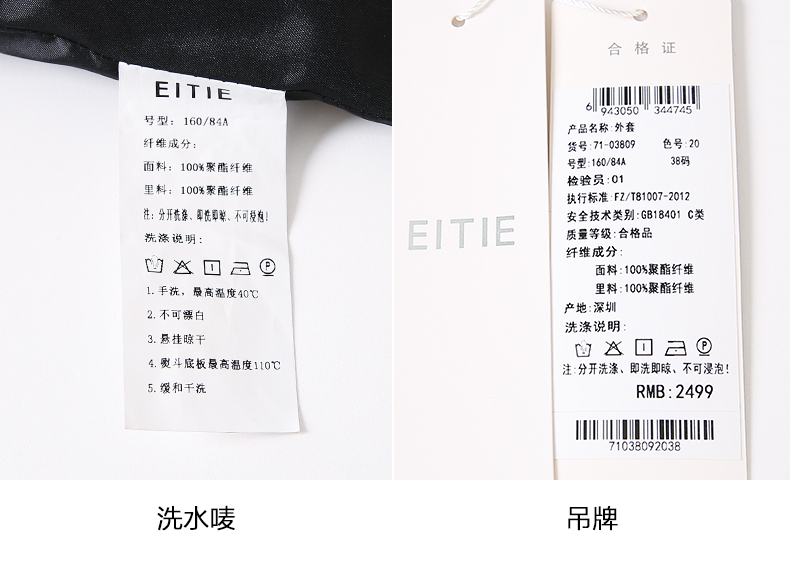 EITIE
号型: 160/84A
纤维成分:
面料: 100%聚酯纤维
里料: 100%聚酯纤维
注: 分开洗涤、即洗即晾、不可浸泡!
洗涤说明:
P
1.手洗，最高温度40℃
2.不可漂白
3.悬挂晾干
4.熨斗底板最高温度110℃
5.缓和干洗
洗水唛
EITIE
合格证
6 943050 344745
产品名称:外套
货号:71-03809 色号:20
号型:160/84A 38码
检验员:01
执行标准:FZ/T81007-2012
安全技术类别:GB18401 C类
质量等级:合格品
纤维成分:
面料:100%聚酯纤维
里料:100%聚酯纤维
产地:深圳
洗涤说明:
P
注:分开洗涤、即洗即晾、不可浸泡!
RMB:2499
71038092038
吊牌